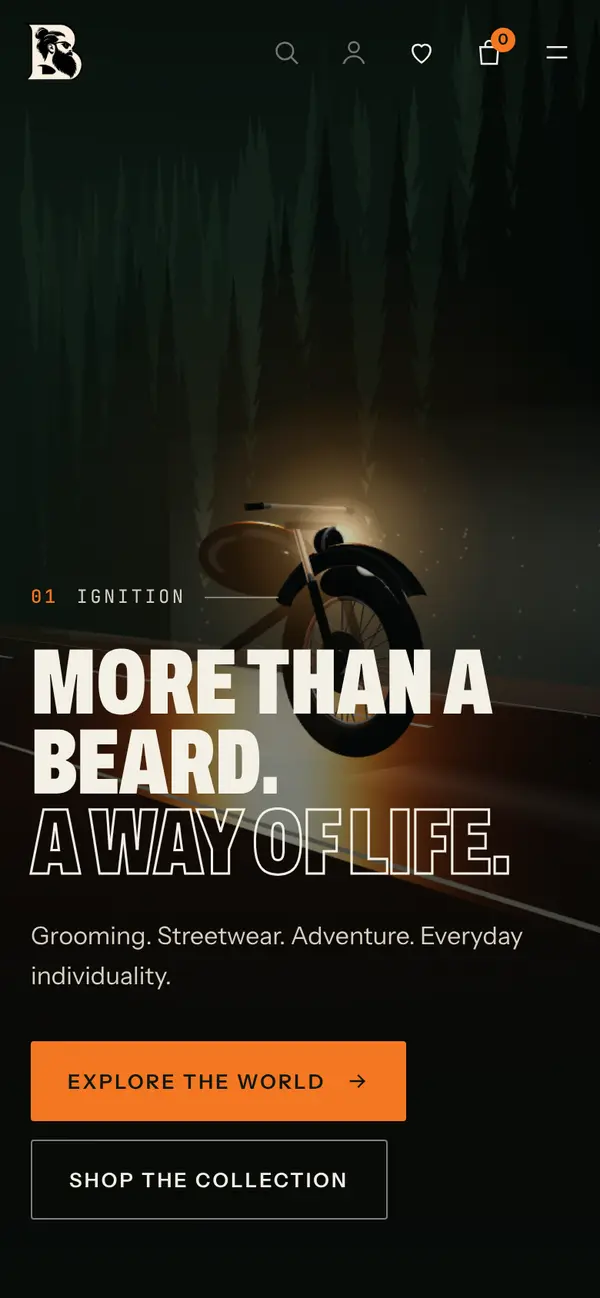 B
0
01 IGNITION
MORE THAN A
BEARD.
A WAY OF LIFE.
Grooming. Streetwear. Adventure. Everyday
individuality.
EXPLORE THE WORLD →
SHOP THE COLLECTION